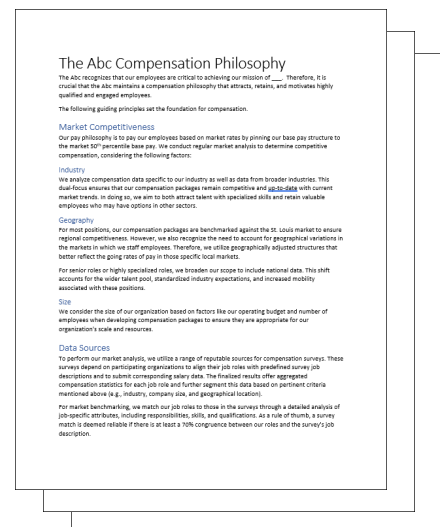 The Abc Compensation Philosophy
The Abc recognizes that our employees are critical to achieving our mission of ___. Therefore, it is
crucial that the Abc maintains a compensation philosophy that attracts, retains, and motivates highly
qualified and engaged employees.
The following guiding principles set the foundation for compensation.
Market Competitiveness
Our pay philosophy is to pay our employees based on market rates by pinning our base pay structure to
the market 50th percentile base pay. We conduct regular market analysis to determine competitive
compensation, considering the following factors:
Industry
We analyze compensation data specific to our industry as well as data from broader industries. This
dual-focus ensures that our compensation packages remain competitive and up-to-date with current
market trends. In doing so, we aim to both attract talent with specialized skills and retain valuable
employees who may have options in other sectors.
Geography
For most positions, our compensation packages are benchmarked against the St. Louis market to ensure
regional competitiveness. However, we also recognize the need to account for geographical variations in
the markets in which we staff employees. Therefore, we utilize geographically adjusted structures that
better reflect the going rates of pay in those specific local markets.
For senior roles or highly specialized roles, we broaden our scope to include national data. This shift
accounts for the wider talent pool, standardized industry expectations, and increased mobility
associated with these positions.
Size
We consider the size of our organization based on factors like our operating budget and number of
employees when developing compensation packages to ensure they are appropriate for our
organization's scale and resources.
Data Sources
To perform our market analysis, we utilize a range of reputable sources for compensation surveys. These
surveys depend on participating organizations to align their job roles with predefined survey job
descriptions and to submit corresponding salary data. The finalized results offer aggregated
compensation statistics for each job role and further segment this data based on pertinent criteria
mentioned above (e.g., industry, company size, and geographical location).
For market benchmarking, we match our job roles to those in the surveys through a detailed analysis of
job-specific attributes, including responsibilities, skills, and qualifications. As a rule of thumb, a survey
match is deemed reliable if there is at least a 70% congruence between our roles and the survey's job
description.